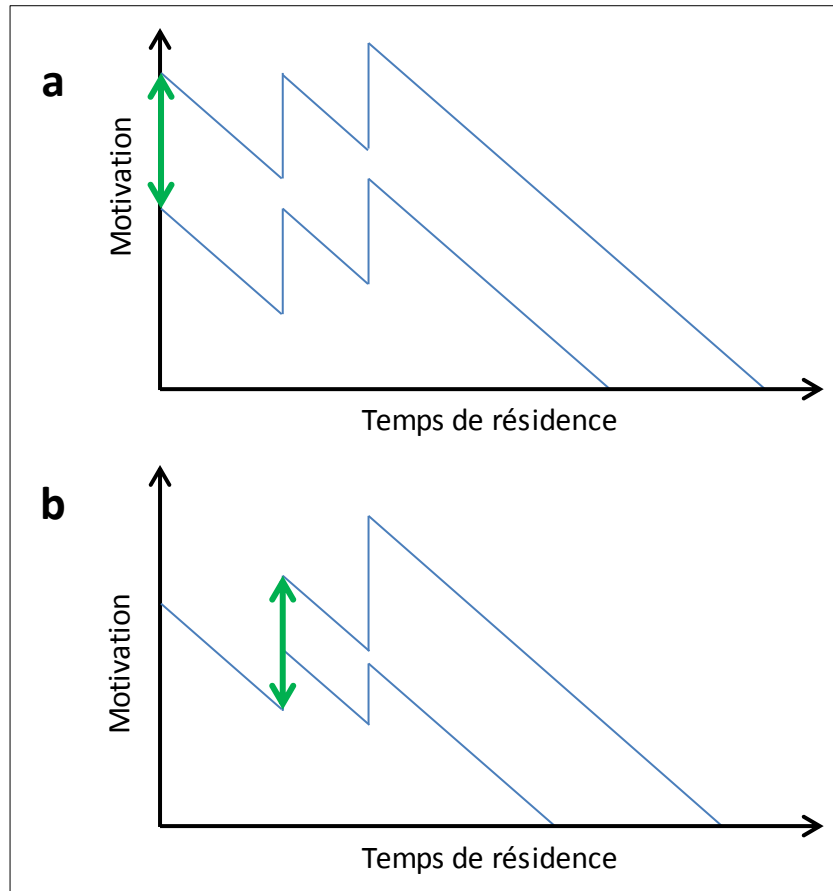 a
Motivation
Temps de résidence
b
Motivation
Temps de résidence